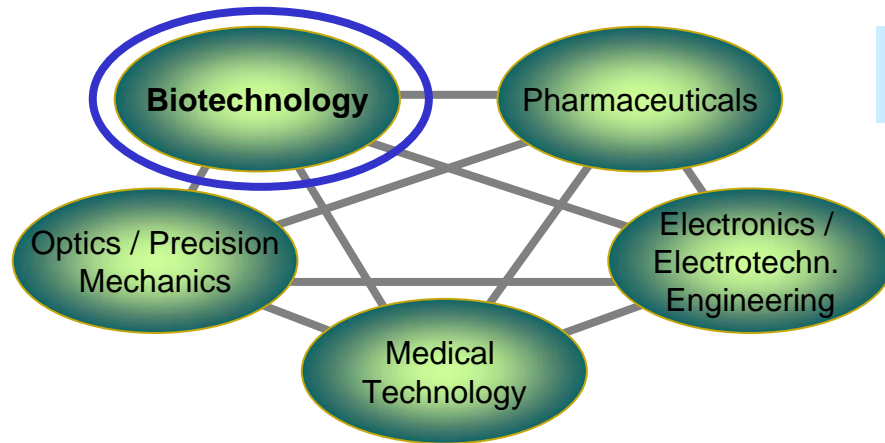 Biotechnology
Pharmaceuticals
Optics / Precision
Mechanics
Electronics /
Electrotechn.
Engineering
Medical
Technology